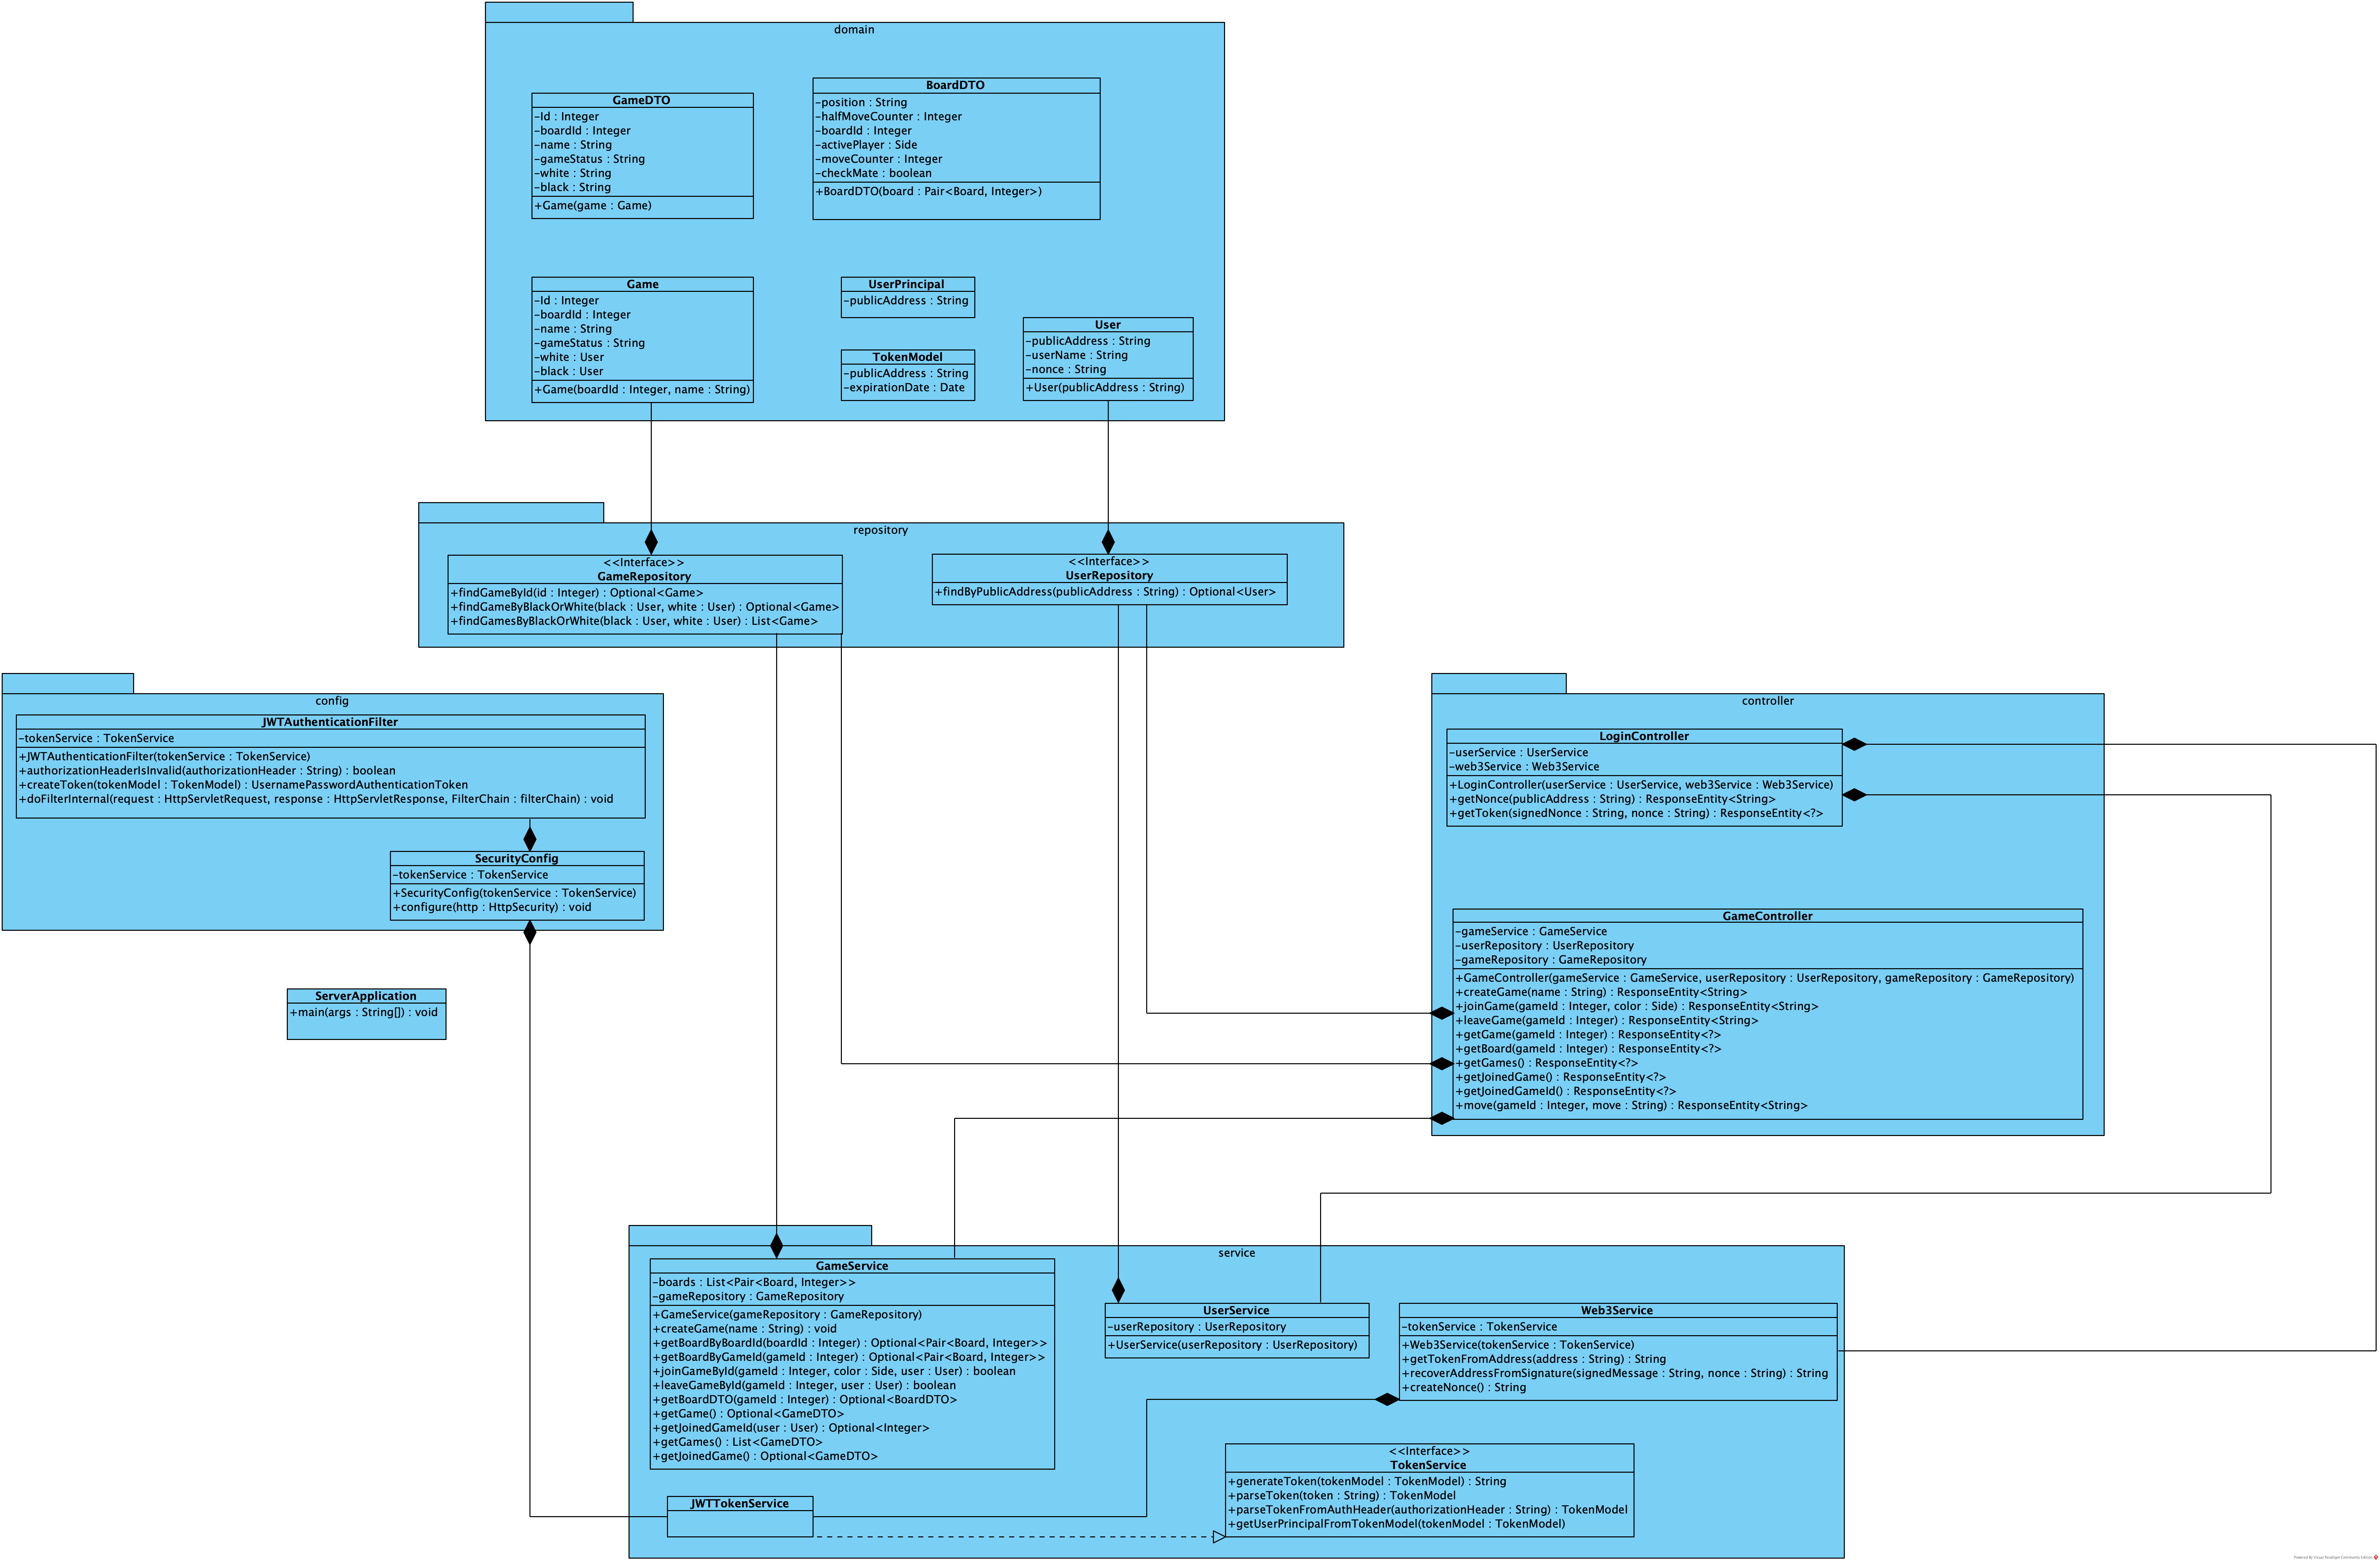 domain
GameDTO
-Id : Integer
-boardId : Integer
-name : String
-gameStatus : String
-white : String
-black : String
+Game(game : Game)
BoardDTO
-position : String
-halfMoveCounter : Integer
-boardId : Integer
-activePlayer : Side
-moveCounter : Integer
-checkMate : boolean
+BoardDTO(board : Pair<Board, Integer>)
Game
-Id : Integer
-boardId : Integer
-name : String
-gameStatus : String
-white : User
-black : User
+Game(boardId : Integer, name : String)
UserPrincipal
-publicAddress : String
TokenModel
-publicAddress : String
-expirationDate : Date
User
-publicAddress : String
-userName : String
-nonce : String
+User(publicAddress : String)
repository
<<Interface>>
GameRepository
+findGameById(id : Integer) : Optional<Game>
+findGameByBlackOrWhite(black : User, white : User) : Optional<Game>
+findGamesByBlackOrWhite(black : User, white : User) : List<Game>
<<Interface>>
UserRepository
+findByPublicAddress(publicAddress : String) : Optional<User>
config
JWTAuthenticationFilter
-tokenService : TokenService
+JWTAuthenticationFilter(tokenService : TokenService)
+authorizationHeaderIsInvalid(authorizationHeader : String) : boolean
+createToken(tokenModel : TokenModel) : UsernamePasswordAuthenticationToken
+doFilterInternal(request : HttpServletRequest, response : HttpServletResponse, FilterChain : filterChain) : void
SecurityConfig
-tokenService : TokenService
+SecurityConfig(tokenService : TokenService)
+configure(http : HttpSecurity) : void
ServerApplication
+main(args : String[]) : void
controller
LoginController
-userService : UserService
-web3Service : Web3Service
+LoginController(userService : UserService, web3Service : Web3Service)
+getNonce(publicAddress : String) : ResponseEntity<String>
+getToken(signedNonce : String, nonce : String) : ResponseEntity<?>
GameController
-gameService : GameService
-userRepository : UserRepository
-gameRepository : GameRepository
+GameController(gameService : GameService, userRepository : UserRepository, gameRepository : GameRepository)
+createGame(name : String) : ResponseEntity<String>
+joinGame(gameId : Integer, color : Side) : ResponseEntity<String>
+leaveGame(gameId : Integer) : ResponseEntity<String>
+getGame(gameId : Integer) : ResponseEntity<?>
+getBoard(gameId : Integer) : ResponseEntity<?>
+getGames() : ResponseEntity<?>
+getJoinedGame() : ResponseEntity<?>
+getJoinedGameId() : ResponseEntity<?>
+move(gameId : Integer, move : String) : ResponseEntity<String>
service
GameService
-boards : List<Pair<Board, Integer>>
-gameRepository : GameRepository
+GameService(gameRepository : GameRepository)
+createGame(name : String) : void
+getBoardByBoardId(boardId : Integer) : Optional<Pair<Board, Integer>>
+getBoardByGameId(gameId : Integer) : Optional<Pair<Board, Integer>>
+joinGameById(gameId : Integer, color : Side, user : User) : boolean
+leaveGameById(gameId : Integer, user : User) : boolean
+getBoardDTO(gameId : Integer) : Optional<BoardDTO>
+getGame() : Optional<GameDTO>
+getJoinedGameId(user : User) : Optional<Integer>
+getGames() : List<GameDTO>
+getJoinedGame() : Optional<GameDTO>
UserService
-userRepository : UserRepository
+UserService(userRepository : UserRepository)
Web3Service
-tokenService : TokenService
+Web3Service(tokenService : TokenService)
+getTokenFromAddress(address : String) : String
+recoverAddressFromSignature(signedMessage : String, nonce : String) : String
+createNonce() : String
<<Interface>>
TokenService
+generateToken(tokenModel : TokenModel) : String
+parseToken(token : String) : TokenModel
+parseTokenFromAuthHeader(authorizationHeader : String) : TokenModel
+getUserPrincipalFromTokenModel(tokenModel : TokenModel)
JWTTokenService
Powered By Visual Paradigm Community Edition